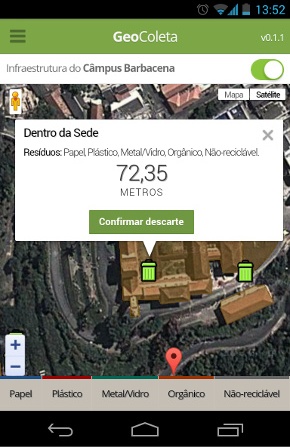 13:52
GeoColeta
v0.1.1
Infraestrutura do Câmpus Barbacena
Mapa Satélite
Dentro da Sede
Resíduos: Papel, Plástico, Metal/Vidro, Orgânico, Não-reciclável.
72,35
METROS
Confirmar descarte
Papel Plástico Metal/Vidro Orgânico Não-reciclável